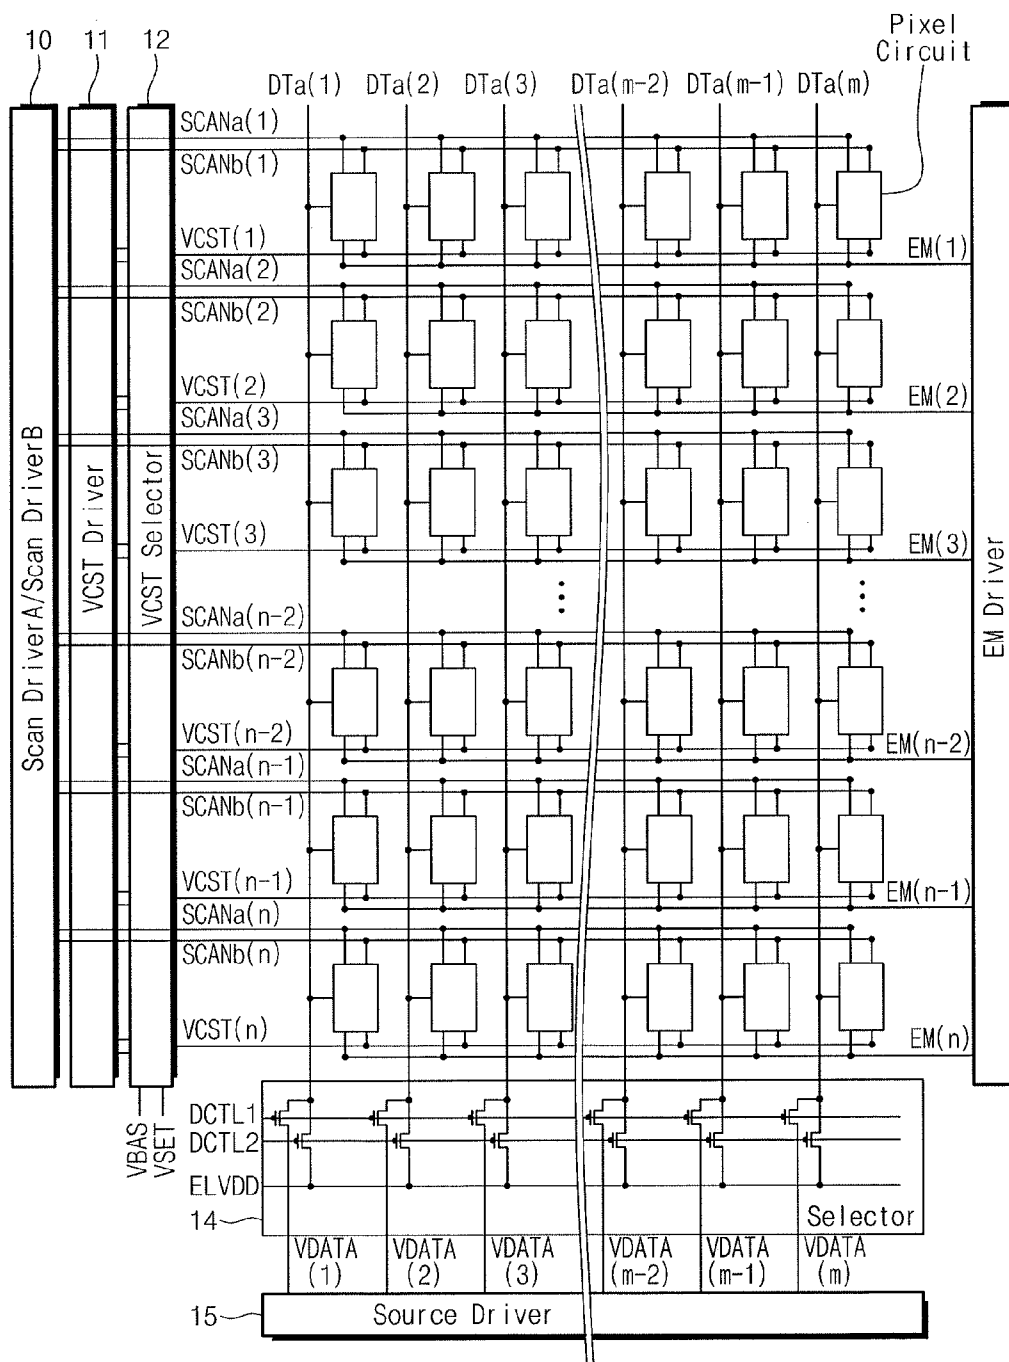 Pixel
Circuit
10
11
12
DTa(1)
DTa(2)
DTa(3)
DTa(m-2)
DTa(m-1)
DTa(m)
SCANa(1)
SCANb(1)
VCST(1)
EM(1)
SCANa(2)
SCANb(2)
VCST(2)
EM(2)
SCANa(3)
SCANb(3)
VCST(3)
EM(3)
Scan DriverA/Scan DriverB
VCST Driver
VCST Selector
EM Driver
SCANa(n-2)
SCANb(n-2)
VCST(n-2)
EM(n-2)
SCANa(n-1)
SCANb(n-1)
VCST(n-1)
EM(n-1)
SCANa(n)
SCANb(n)
VCST(n)
EM(n)
VBAS
VSET
DCTL1
DCTL2
ELVDD
14
Selector
VDATA
(1)
VDATA
(2)
VDATA
(3)
VDATA
(m-2)
VDATA
(m-1)
VDATA
(m)
15
Source Driver